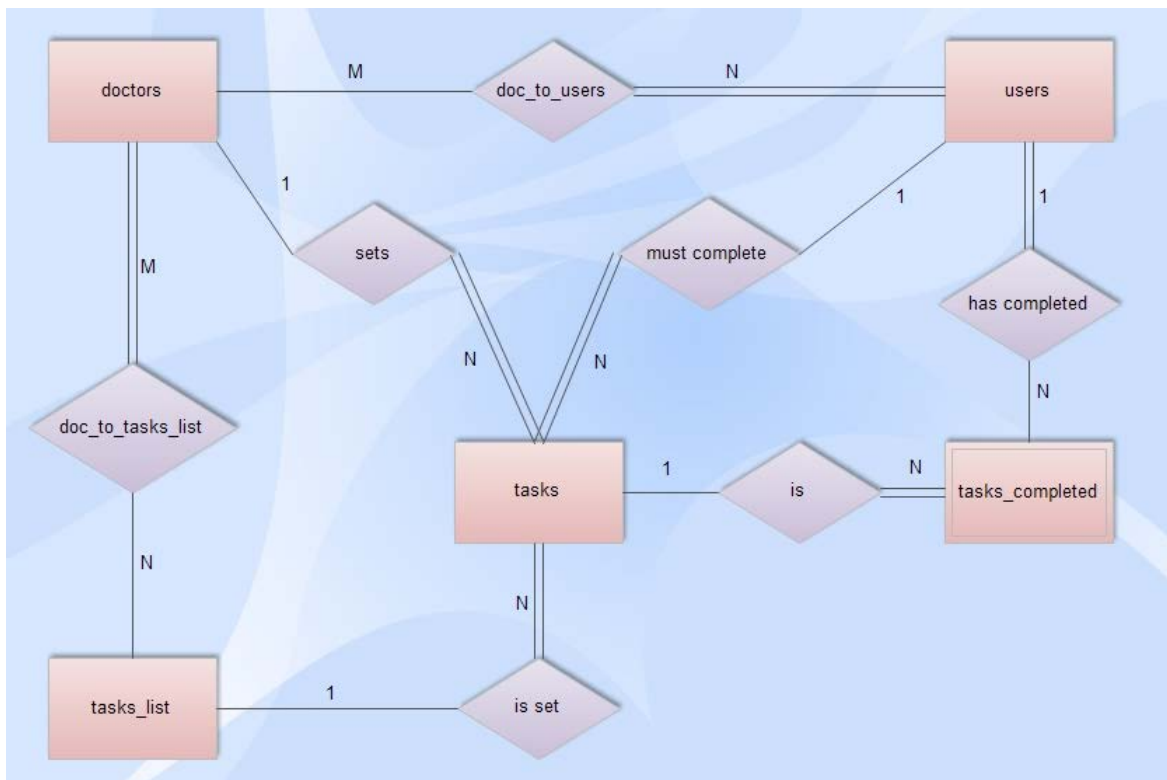 doctors
M
doc_to_users
N
users
1
sets
must complete
1
1
M
has completed
N
N
N
doc_to_tasks_list
tasks
1
is
N
tasks_completed
N
N
tasks_list
1
is set